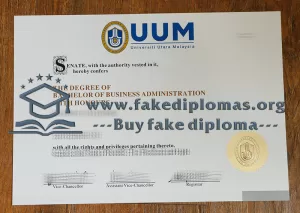 UUM
Universiti Utara Malaysia
SENATE, with the authority vested in it,
hereby confers
THE DEGREE OF
BACHELOR OF BUSINESS ADMINISTRATION
WITH HONOURS
www.fakediplomas.org
---Buy fake diploma---
with all the rights and privileges pertaining thereto.
Vice-Chancellor
Assistant Vice-Chancellor
Registrar